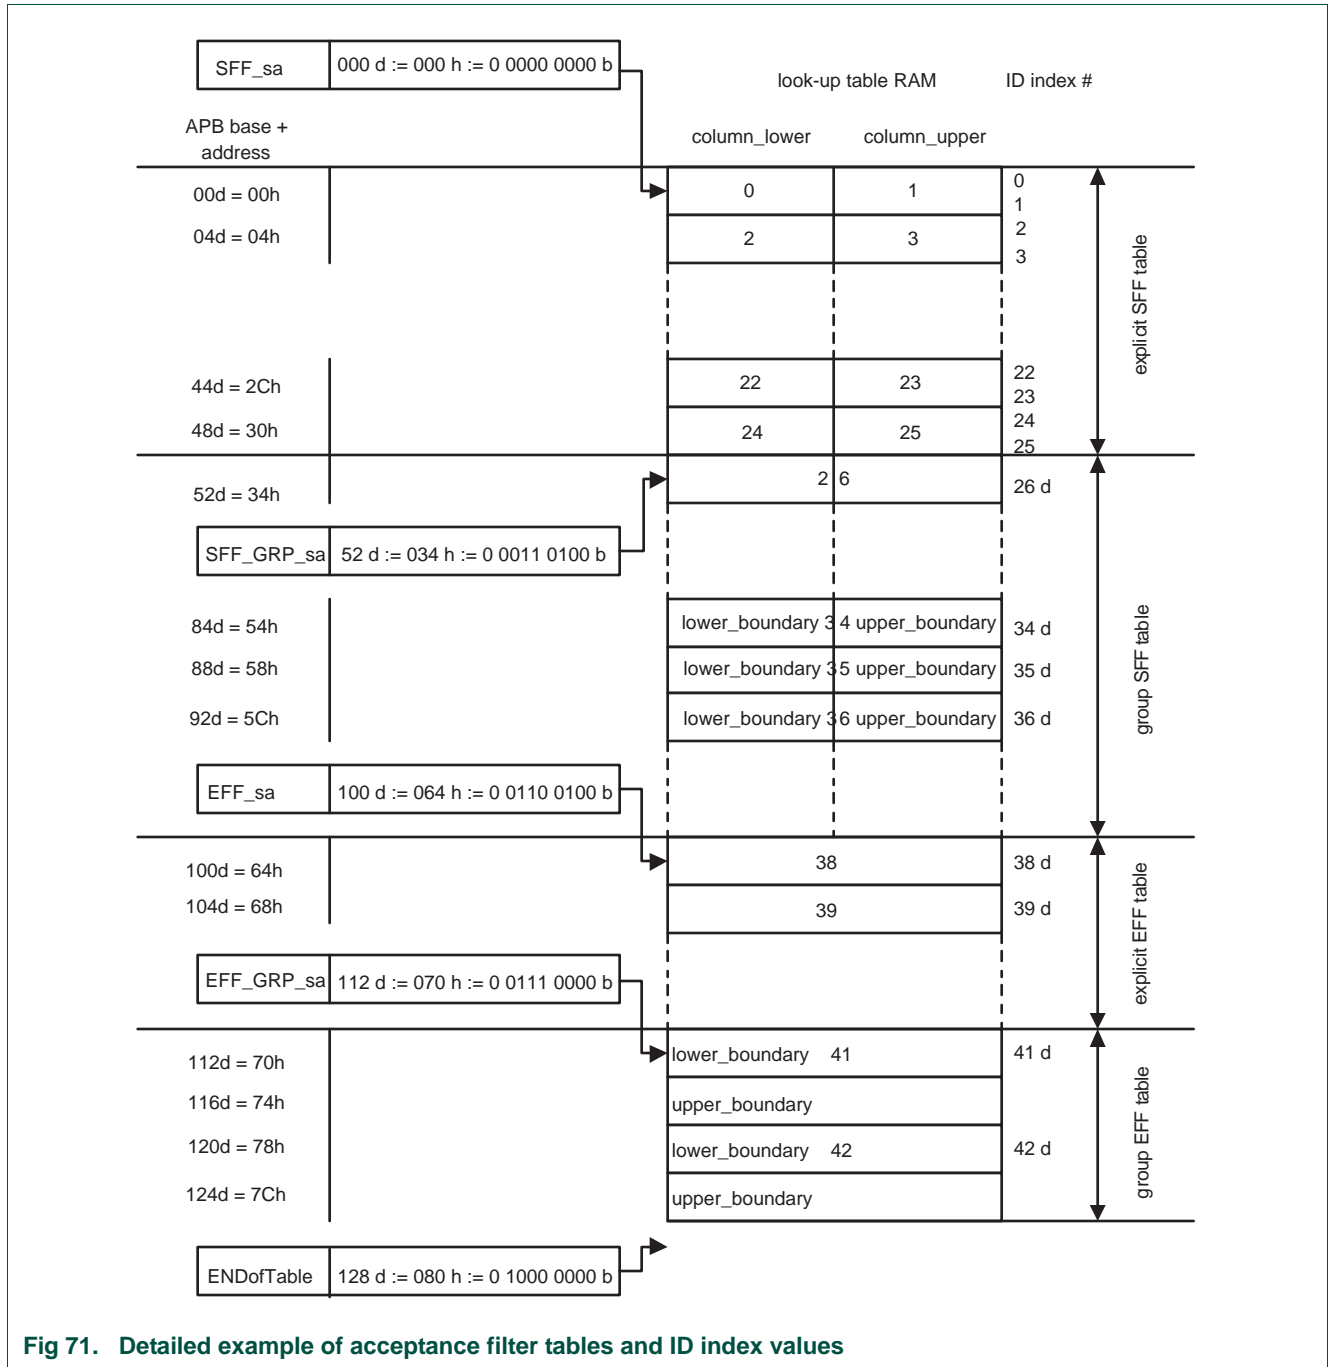 SFF_sa 000 d := 000 h := 0 0000 0000 b
look-up table RAM ID index #
APB base +
address
column_lower column_upper
00d = 00h 0 1 0
1
04d = 04h 2 3 2
3
explicit SFF table
44d = 2Ch 22 23 22
23
48d = 30h 24 25 24
25
52d = 34h 2 6 26 d
SFF_GRP_sa 52 d := 034 h := 0 0011 0100 b
84d = 54h lower_boundary 3 4 upper_boundary 34 d
88d = 58h lower_boundary 3 5 upper_boundary 35 d
92d = 5Ch lower_boundary 3 6 upper_boundary 36 d
group SFF table
EFF_sa 100 d := 064 h := 0 0110 0100 b
100d = 64h 38 38 d
104d = 68h 39 39 d
explicit EFF table
EFF_GRP_sa 112 d := 070 h := 0 0111 0000 b
112d = 70h lower_boundary 41 41 d
116d = 74h upper_boundary
120d = 78h lower_boundary 42 42 d
124d = 7Ch upper_boundary
group EFF table
ENDofTable 128 d := 080 h := 0 1000 0000 b
Fig 71. Detailed example of acceptance filter tables and ID index values